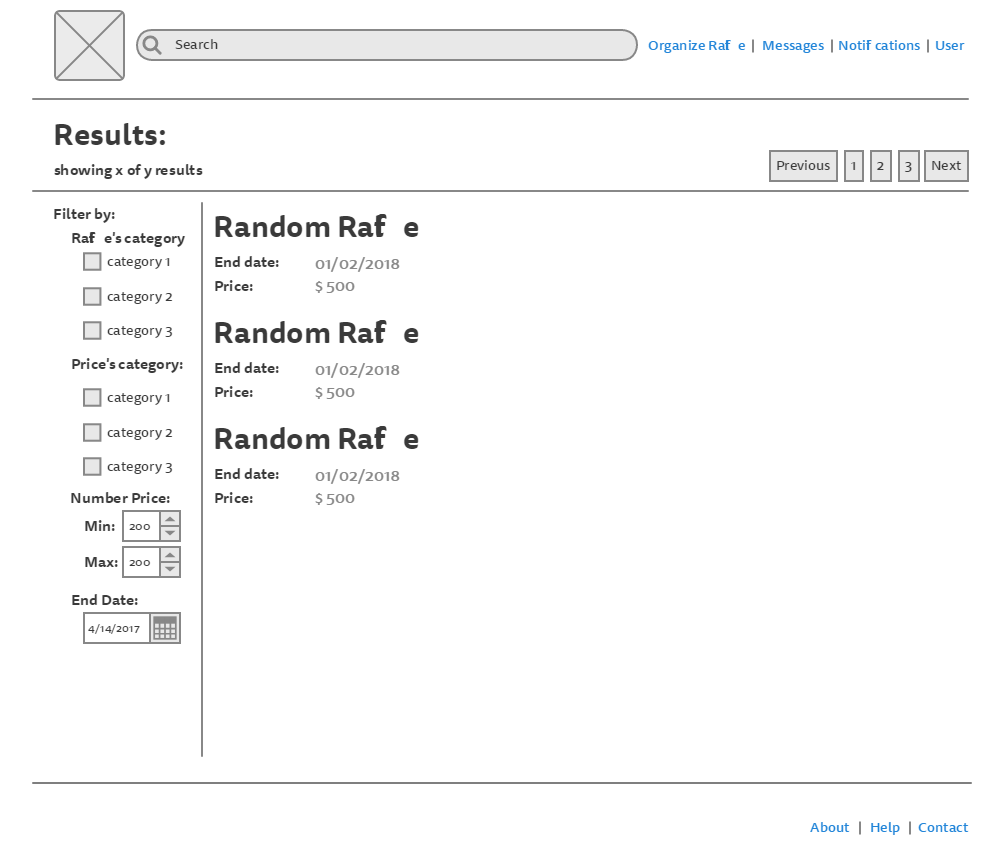 Search
Organize Raf e | Messages | Notif cations | User
Results:
showing x of y results
Previous 1 2 3 Next
Filter by:
Raf e's category
category 1
category 2
category 3
Price's category:
category 1
category 2
category 3
Number Price:
Min: 200
Max: 200
End Date:
4/14/2017
Random Raf e
End date: 01/02/2018
Price: $ 500
Random Raf e
End date: 01/02/2018
Price: $ 500
Random Raf e
End date: 01/02/2018
Price: $ 500
About | Help | Contact